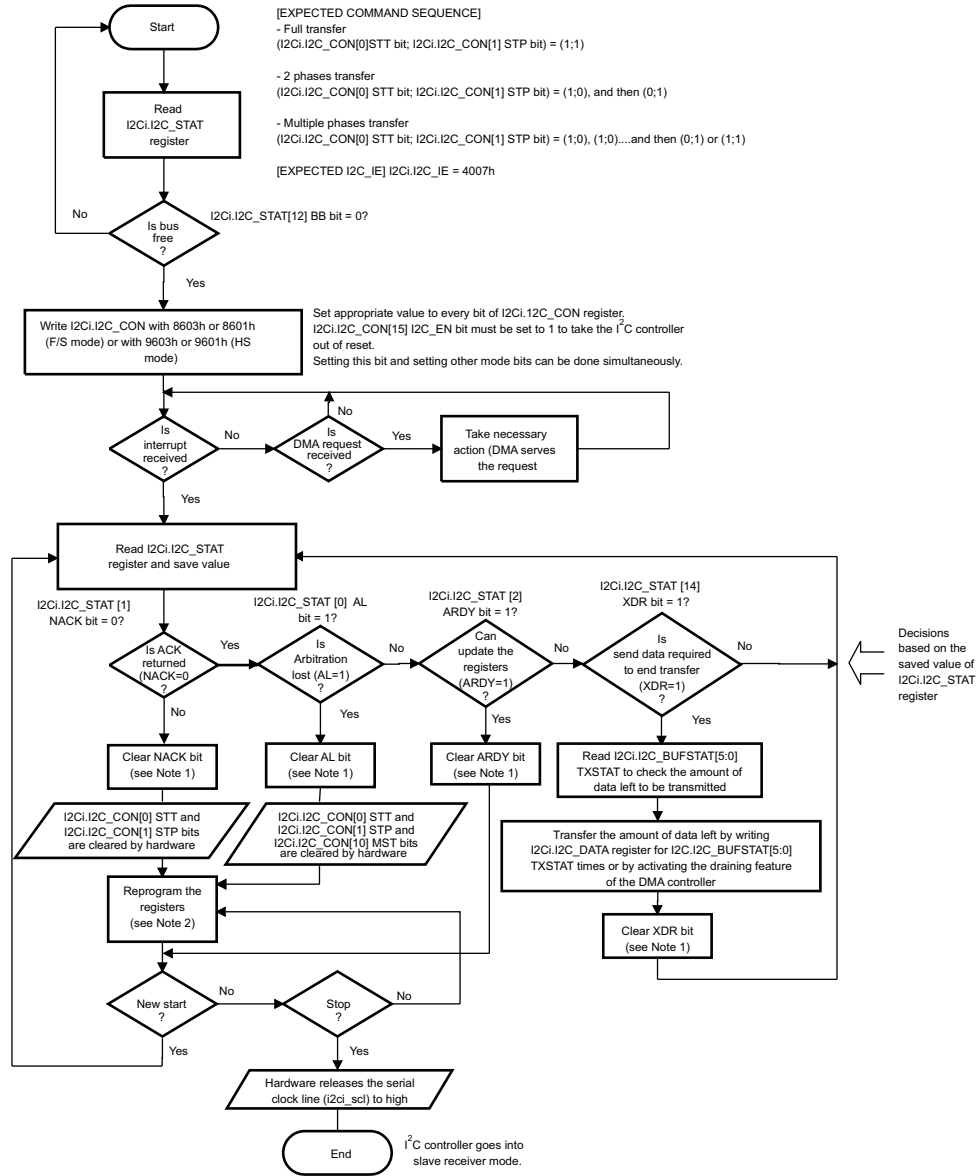 Start
[EXPECTED COMMAND SEQUENCE]
- Full transfer
(I2Ci.I2C_CON[0]STT bit; I2Ci.I2C_CON[1] STP bit) = (1;1)
- 2 phases transfer
(I2Ci.I2C_CON[0] STT bit; I2Ci.I2C_CON[1] STP bit) = (1;0), and then (0;1)
- Multiple phases transfer
(I2Ci.I2C_CON[0] STT bit; I2Ci.I2C_CON[1] STP bit) = (1;0), (1;0)....and then (0;1) or (1;1)
[EXPECTED I2C_IE] I2Ci.I2C_IE = 4007h
Read
I2Ci.I2C_STAT
register
No
I2Ci.I2C_STAT[12] BB bit = 0?
Is bus
free
?
Yes
Write I2Ci.I2C_CON with 8603h or 8601h
(F/S mode) or with 9603h or 9601h (HS
mode)
Set appropriate value to every bit of I2Ci.12C_CON register.
I2Ci.I2C_CON[15] I2C_EN bit must be set to 1 to take the I2C controller
out of reset.
Setting this bit and setting other mode bits can be done simultaneously.
Is
interrupt
received
?
No
Is
DMA request
received
?
No
Yes
Take necessary
action (DMA serves
the request
Yes
Read I2Ci.I2C_STAT
register and save value
I2Ci.I2C_STAT [1]
NACK bit = 0?
I2Ci.I2C_STAT [0] AL
bit = 1?
I2Ci.I2C_STAT [2]
ARDY bit = 1?
I2Ci.I2C_STAT [14]
XDR bit = 1?
Is ACK
returned
(NACK=0
?
Yes
Is
Arbitration
lost (AL=1)
?
No
Can
update the
registers
(ARDY=1)
?
No
Is
send data required
to end transfer
(XDR=1)
?
No
Decisions
based on the
saved value of
I2Ci.I2C_STAT
register
No
Yes
Yes
Yes
Clear NACK bit
(see Note 1)
Clear AL bit
(see Note 1)
Clear ARDY bit
(see Note 1)
Read I2Ci.I2C_BUFSTAT[5:0]
TXSTAT to check the amount of
data left to be transmitted
I2Ci.I2C_CON[0] STT and
I2Ci.I2C_CON[1] STP bits
are cleared by hardware
I2Ci.I2C_CON[0] STT and
I2Ci.I2C_CON[1] STP and
I2Ci.I2C_CON[10] MST bits
are cleared by hardware
Transfer the amount of data left by writing
I2Ci.I2C_DATA register for I2C.I2C_BUFSTAT[5:0]
TXSTAT times or by activating the draining feature
of the DMA controller
Reprogram the
registers
(see Note 2)
Clear XDR bit
(see Note 1)
New start
?
No
Stop
?
No
Yes
Yes
Hardware releases the serial
clock line (i2ci_scl) to high
End
I2C controller goes into
slave receiver mode.